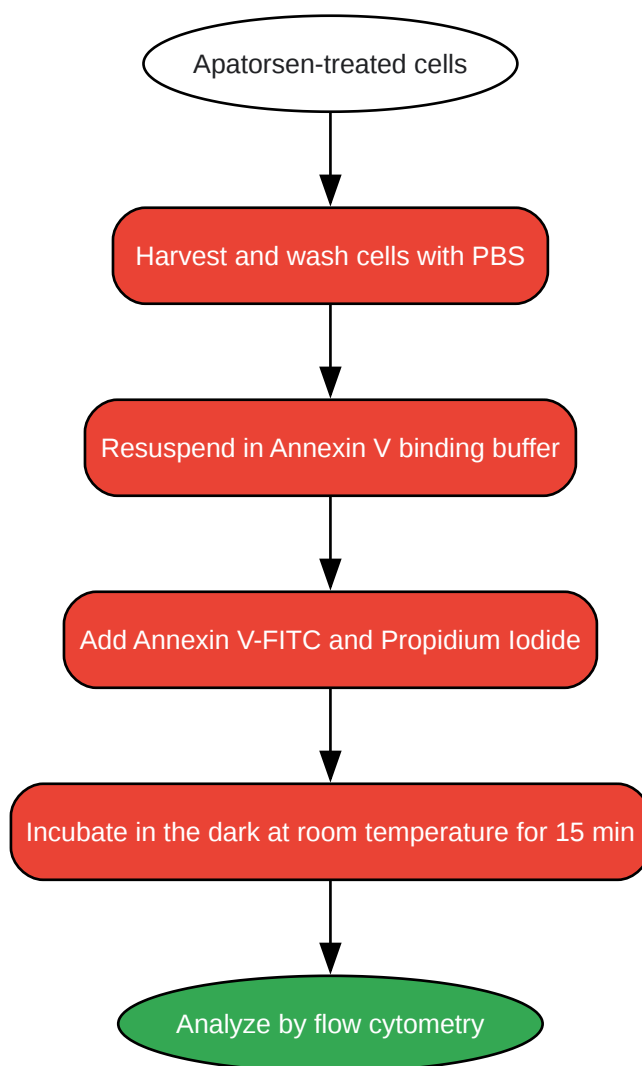 Apatorsen-treated cells
Harvest and wash cells with PBS
Resuspend in Annexin V binding buffer
Add Annexin V-FITC and Propidium Iodide
Incubate in the dark at room temperature for 15 min
Analyze by flow cytometry